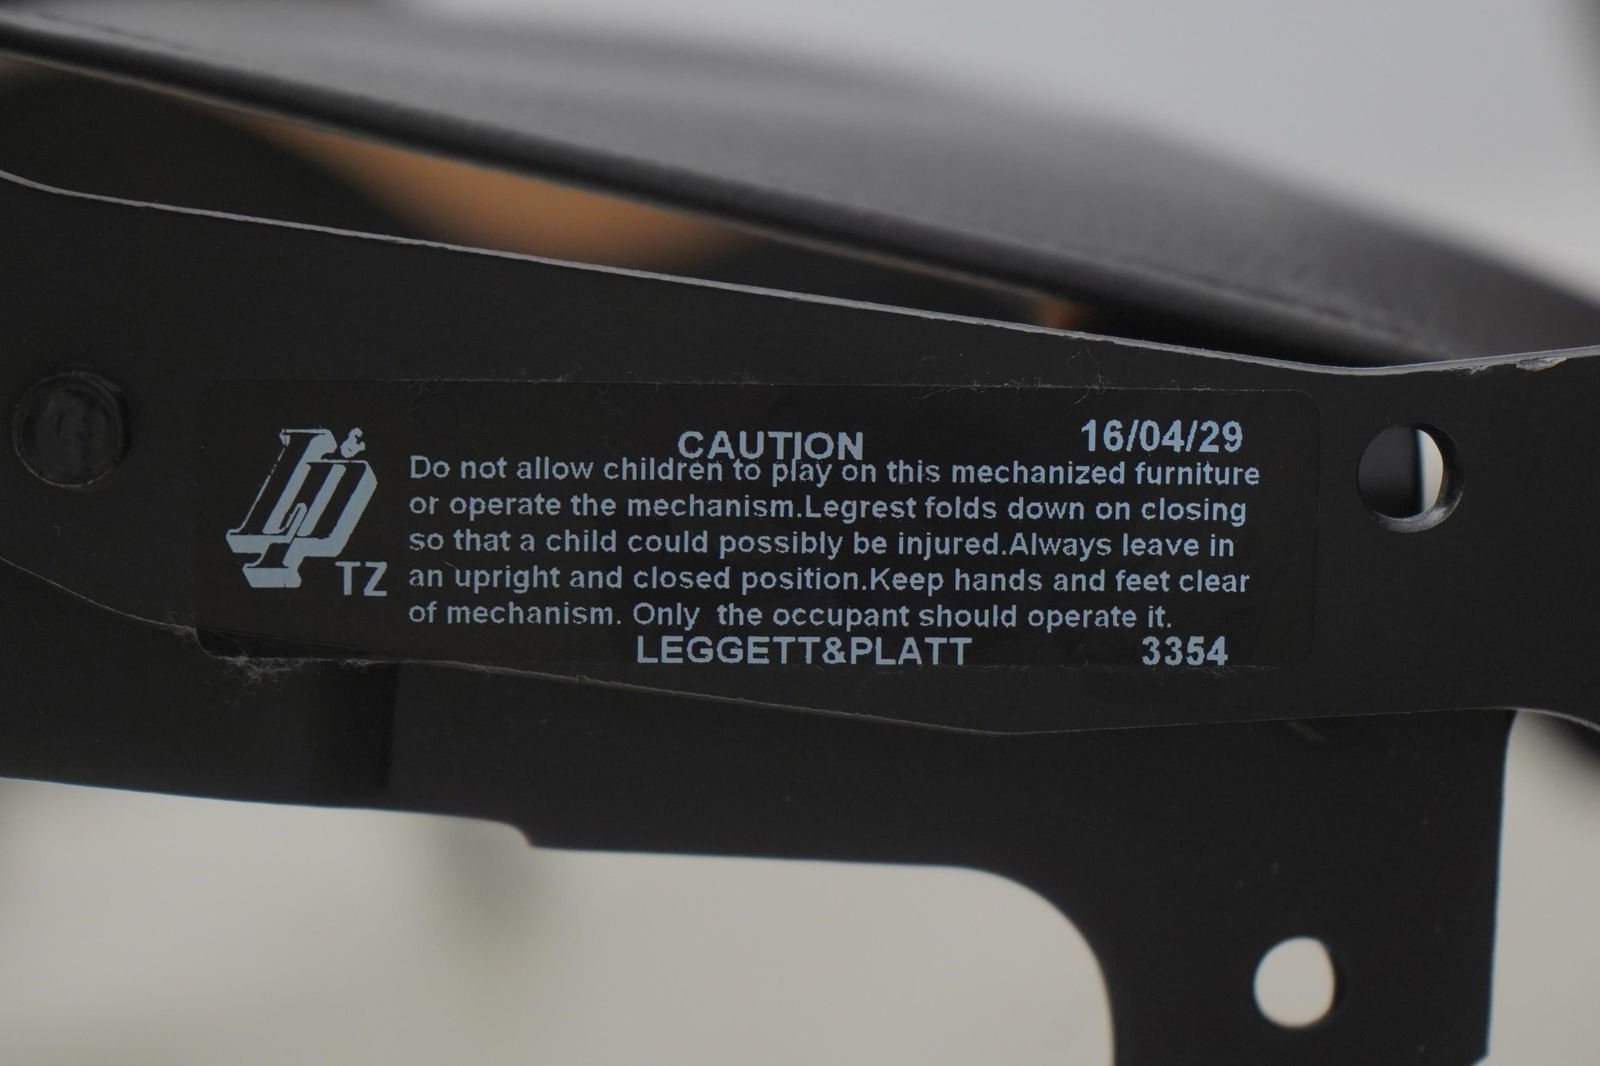 L&P
TZ
CAUTION
16/04/29
Do not allow children to play on this mechanized furniture
or operate the mechanism.Legrest folds down on closing
so that a child could possibly be injured.Always leave in
an upright and closed position.Keep hands and feet clear
of mechanism. Only  the occupant should operate it.
LEGGETT&PLATT
3354